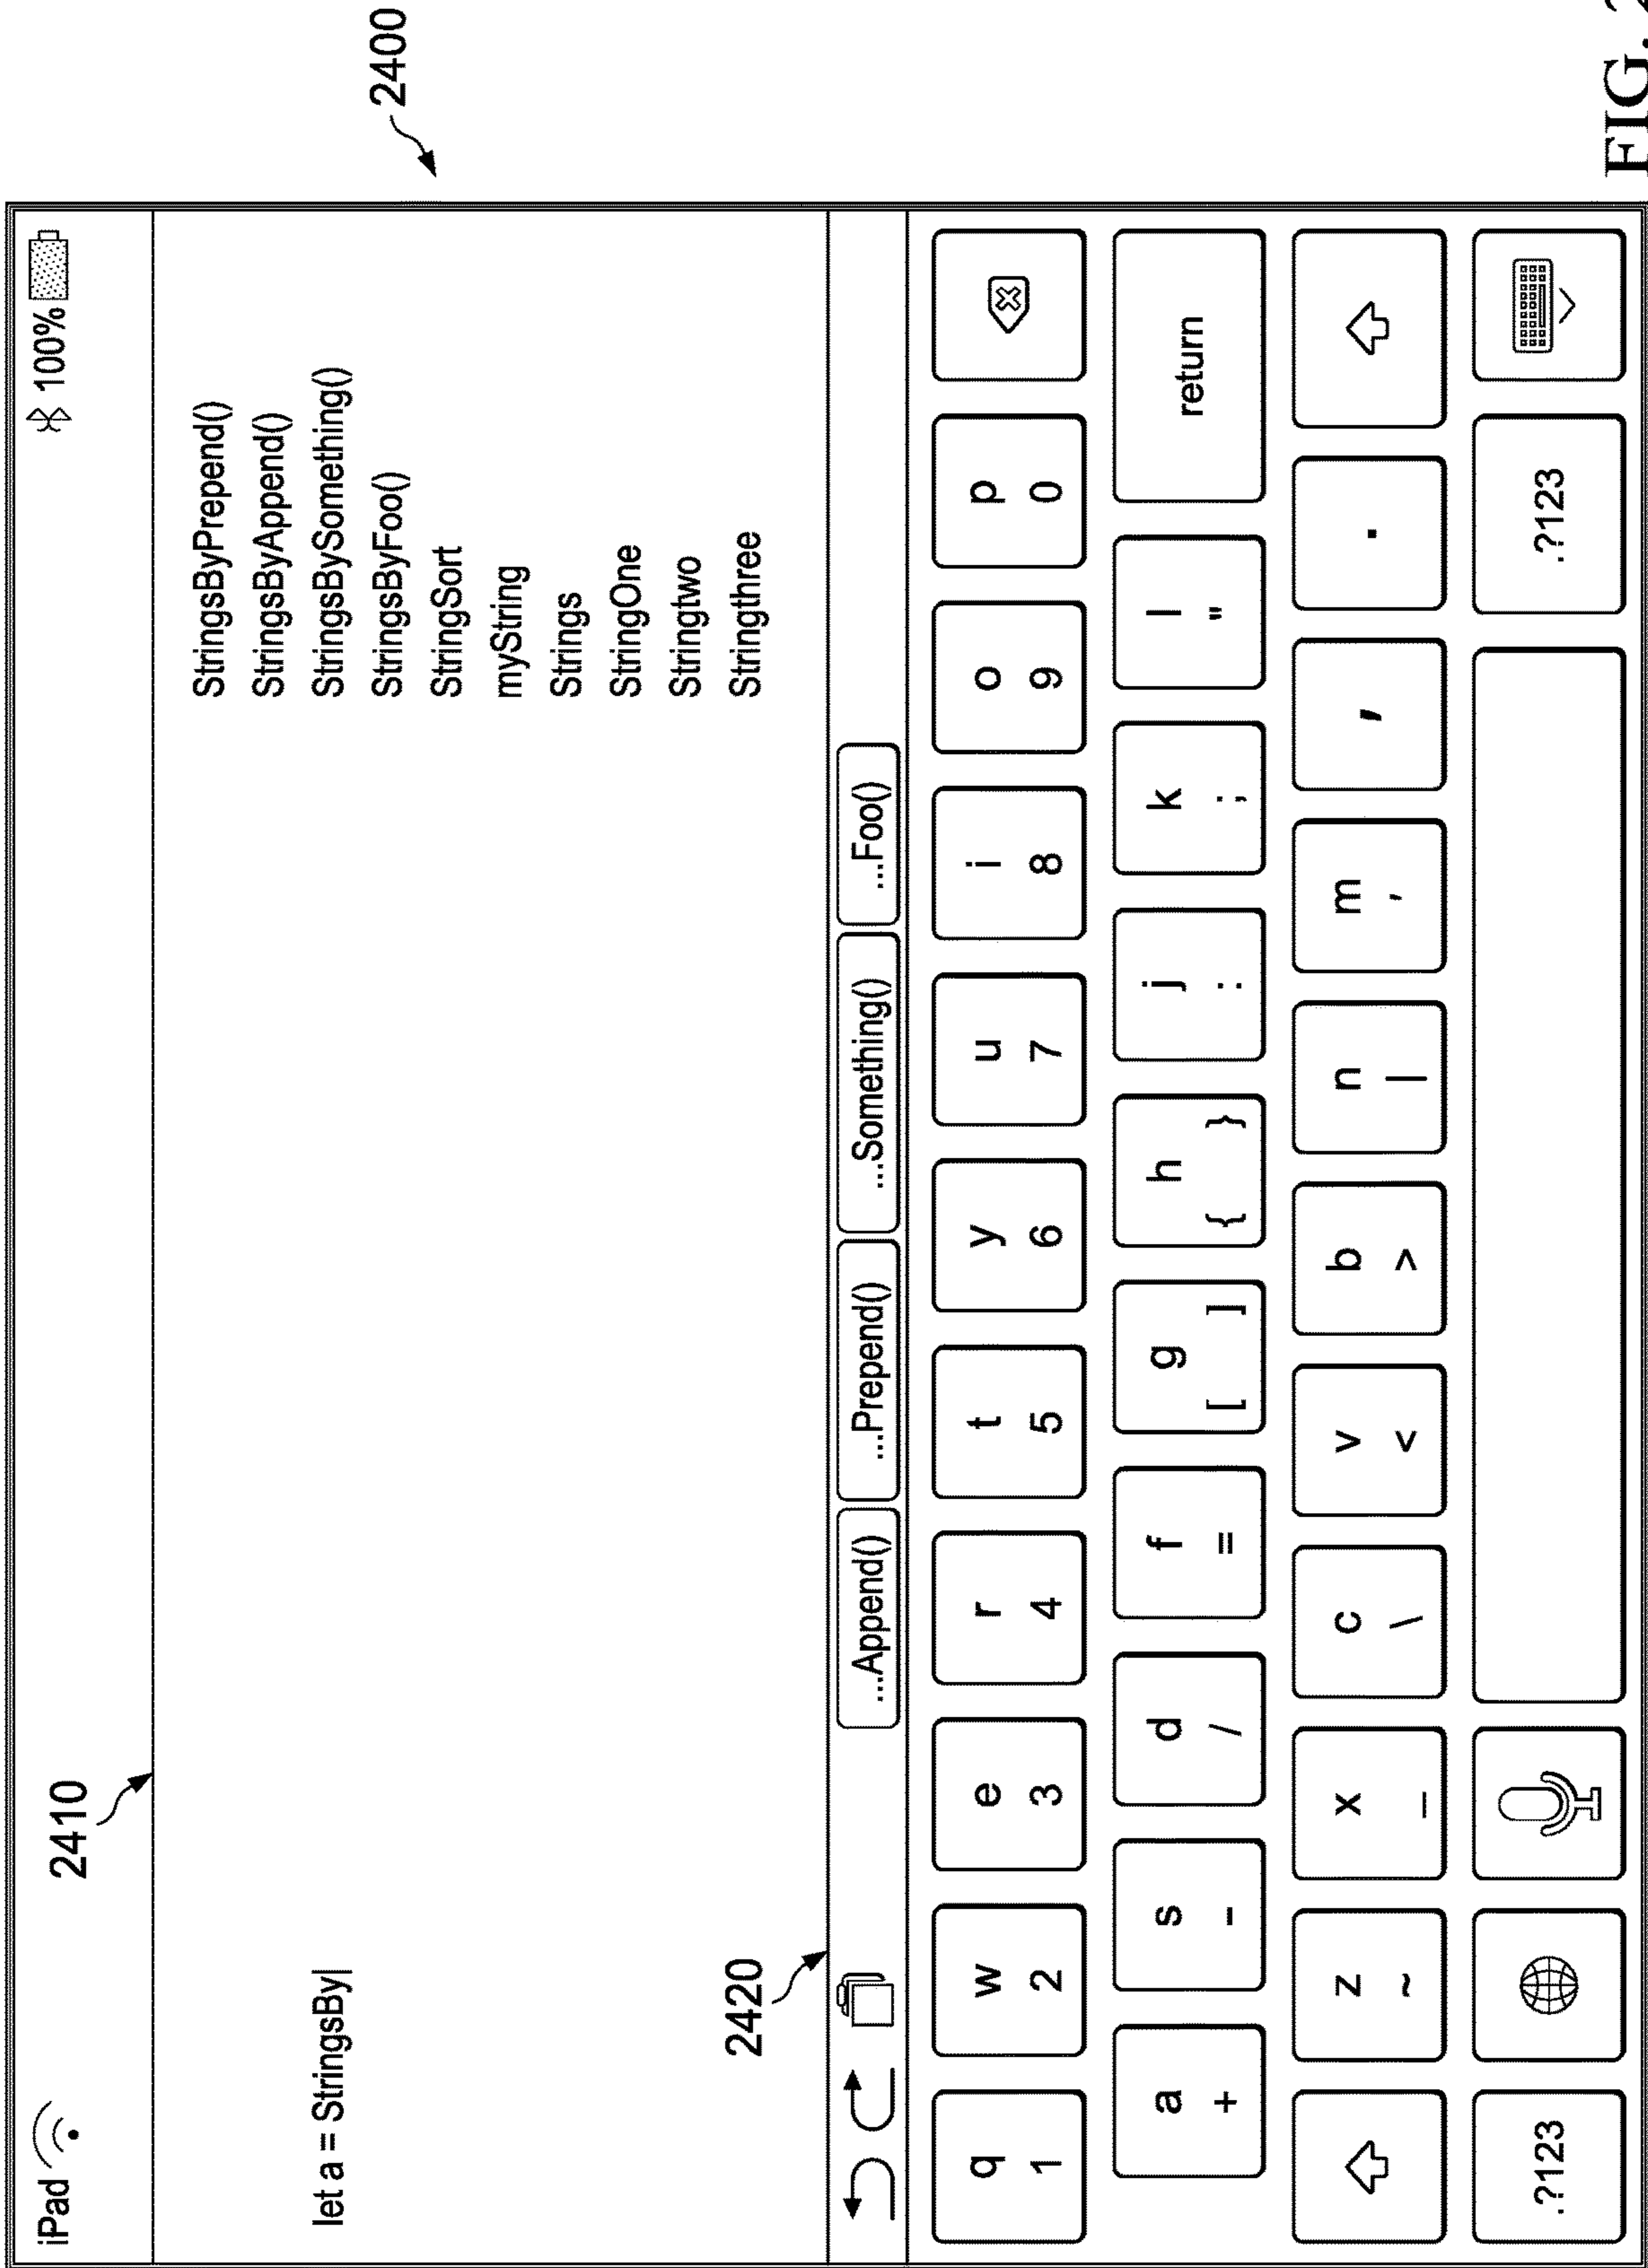 iPad 100%
2410
2400
let a = StringsBy|
StringsByPrepend()
StringsByAppend()
StringsBySomething()
StringsByFoo()
StringSort
myString
Strings
StringOne
Stringtwo
Stringthree
2420
...Append() ...Prepend() ...Something() ...Foo()
q w e r t y u i o p
1 2 3 4 5 6 7 8 9 0
a s d f g h j k l return
+ - / = [ ] { } : ; "
z x c v b n m , .
~ _ \ < > | '
.?123 .?123
FIG. 2